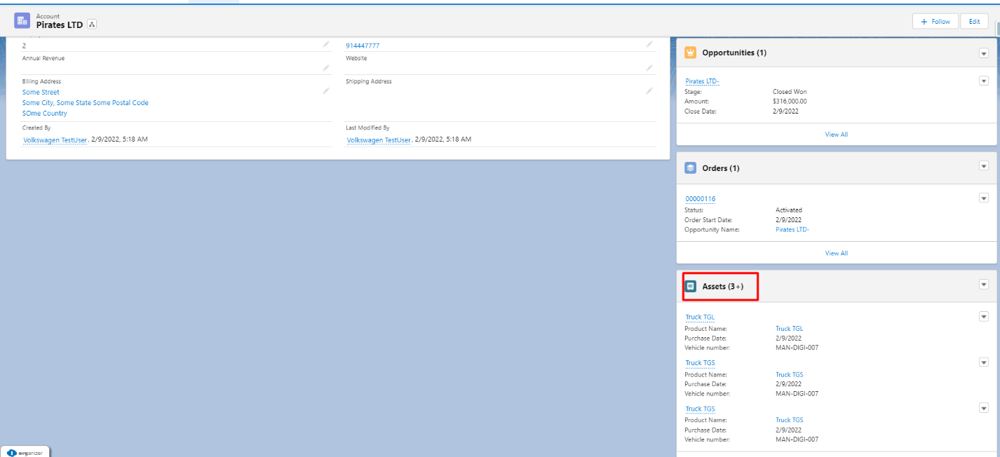 Account
Pirates LTD
Follow
Edit
2
914447777
Annual Revenue
Website
Billing Address
Shipping Address
Some Street
Some City, Some State Some Postal Code
SOme Country
Created By
Last Modified By
Volkswagen TestUser, 2/9/2022, 5:18 AM
Volkswagen TestUser, 2/9/2022, 5:18 AM
Opportunities (1)
Pirates LTD-
Stage: Closed Won
Amount: $316,000.00
Close Date: 2/9/2022
View All
Orders (1)
00000116
Status: Activated
Order Start Date: 2/9/2022
Opportunity Name: Pirates LTD-
View All
Assets (3+)
Truck TGL
Product Name: Truck TGL
Purchase Date: 2/9/2022
Vehicle number: MAN-DIGI-007
Truck TGS
Product Name: Truck TGS
Purchase Date: 2/9/2022
Vehicle number: MAN-DIGI-007
Truck TGS
Product Name: Truck TGS
Purchase Date: 2/9/2022
Vehicle number: MAN-DIGI-007
organizer